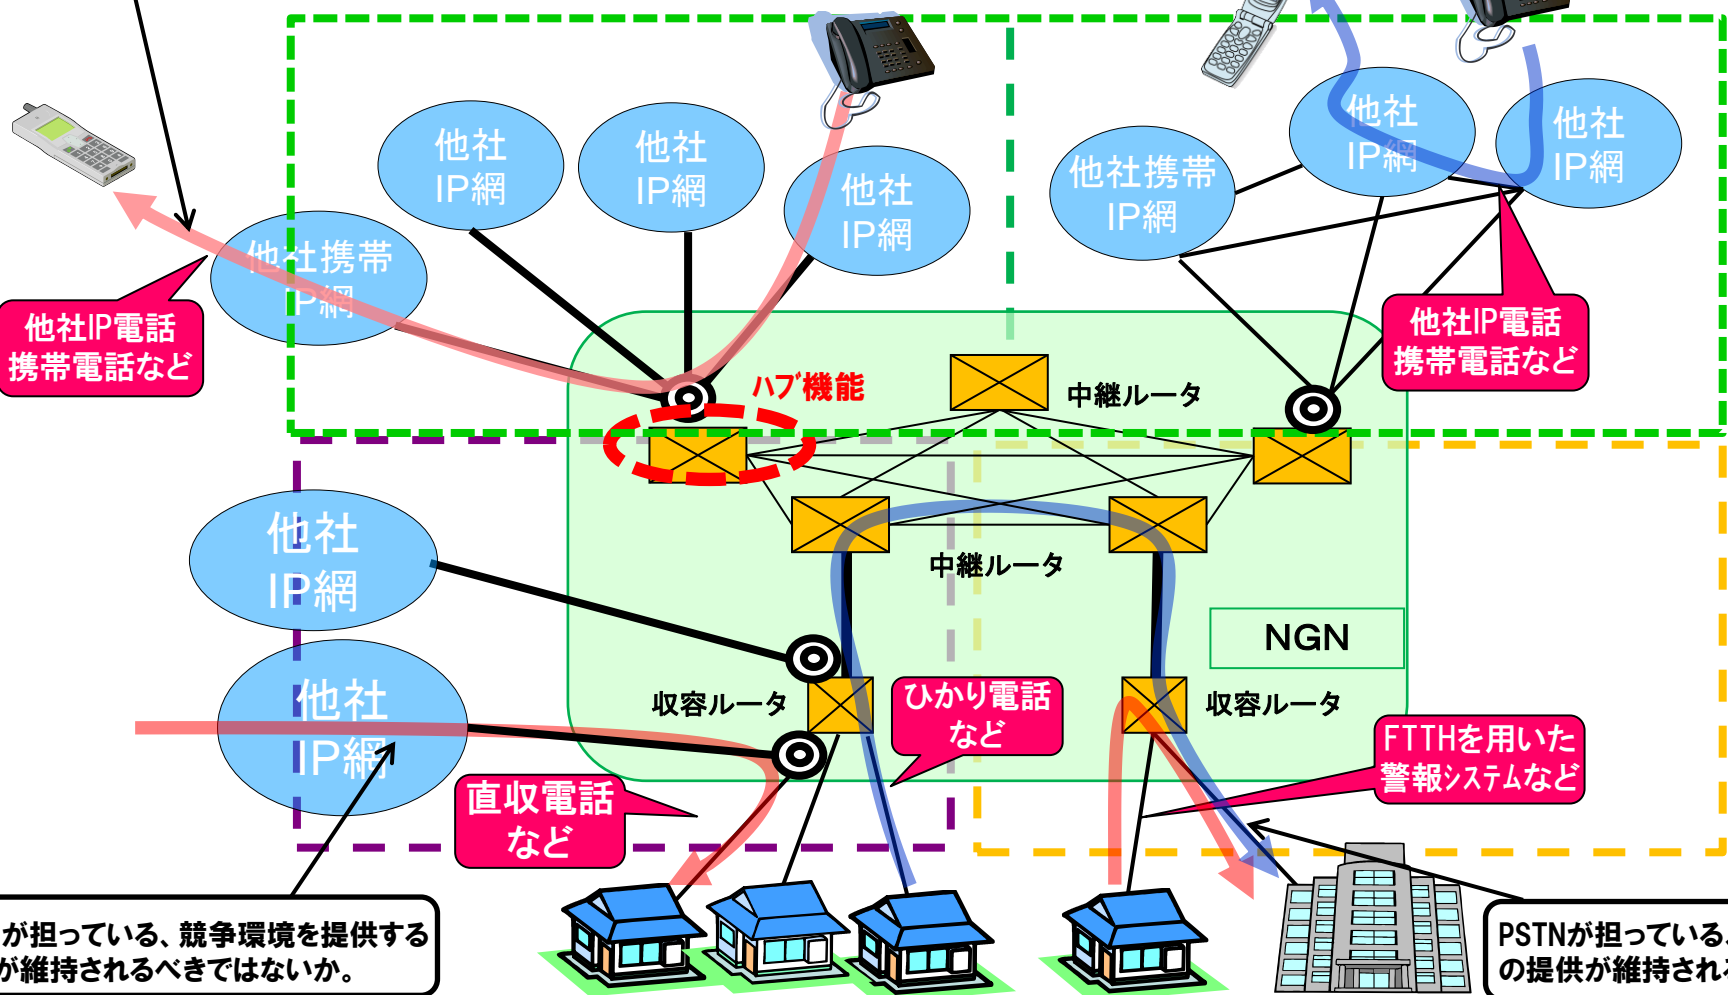 他社
IP網
他社
IP網
他社
IP網
他社携帯
IP網
他社
IP網
他社
IP網
他社携帯
IP網
他社IP電話
携帯電話など
他社IP電話
携帯電話など
ハブ機能
中継ルータ
中継ルータ
他社
IP網
他社
IP網
NGN
収容ルータ
ひかり電話
など
収容ルータ
FTTHを用いた
警報システムなど
直収電話
など
が担っている、競争環境を提供する
が維持されるべきではないか。
PSTNが担っている、
の提供が維持され